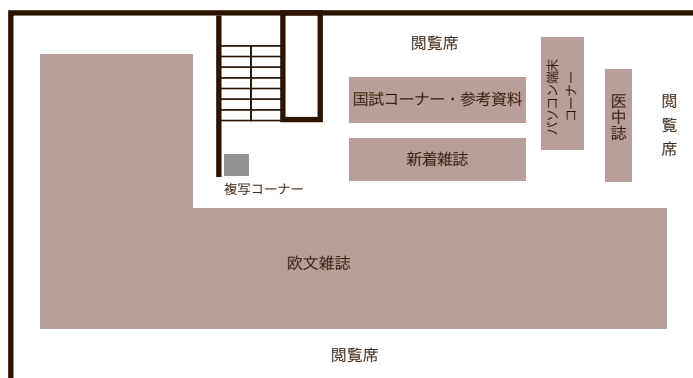 閲覧席
国試コーナー・参考資料
パソコン端末
コーナー
医中誌
閲覧席
新着雑誌
複写コーナー
欧文雑誌
閲覧席